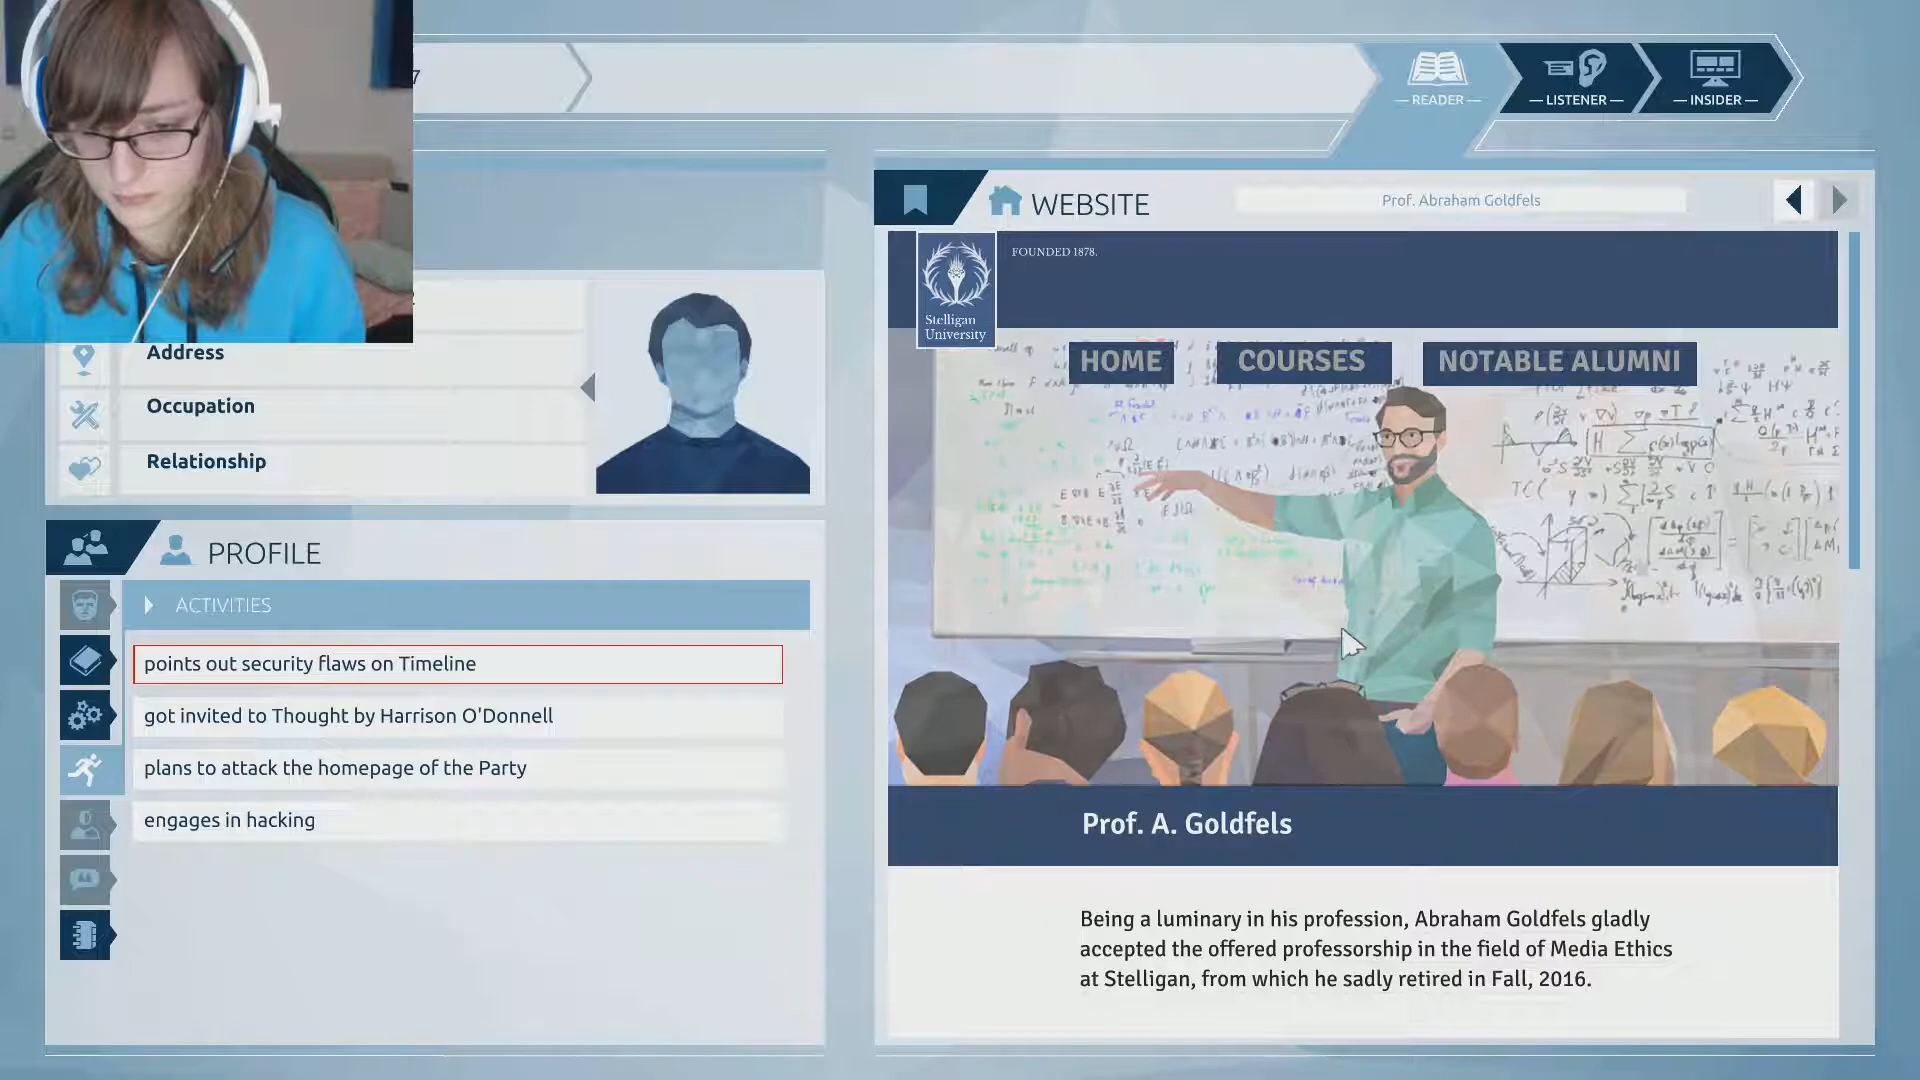 7
READER
LISTENER
INSIDER
WEBSITE
Prof. Abraham Goldfels
FOUNDED 1878.
Stelligan
University
HOME
COURSES
NOTABLE ALUMNI
Address
Occupation
Relationship
PROFILE
ACTIVITIES
points out security flaws on Timeline
got invited to Thought by Harrison O'Donnell
plans to attack the homepage of the Party
engages in hacking
Prof. A. Goldfels
Being a luminary in his profession, Abraham Goldfels gladly
accepted the offered professorship in the field of Media Ethics
at Stelligan, from which he sadly retired in Fall, 2016.